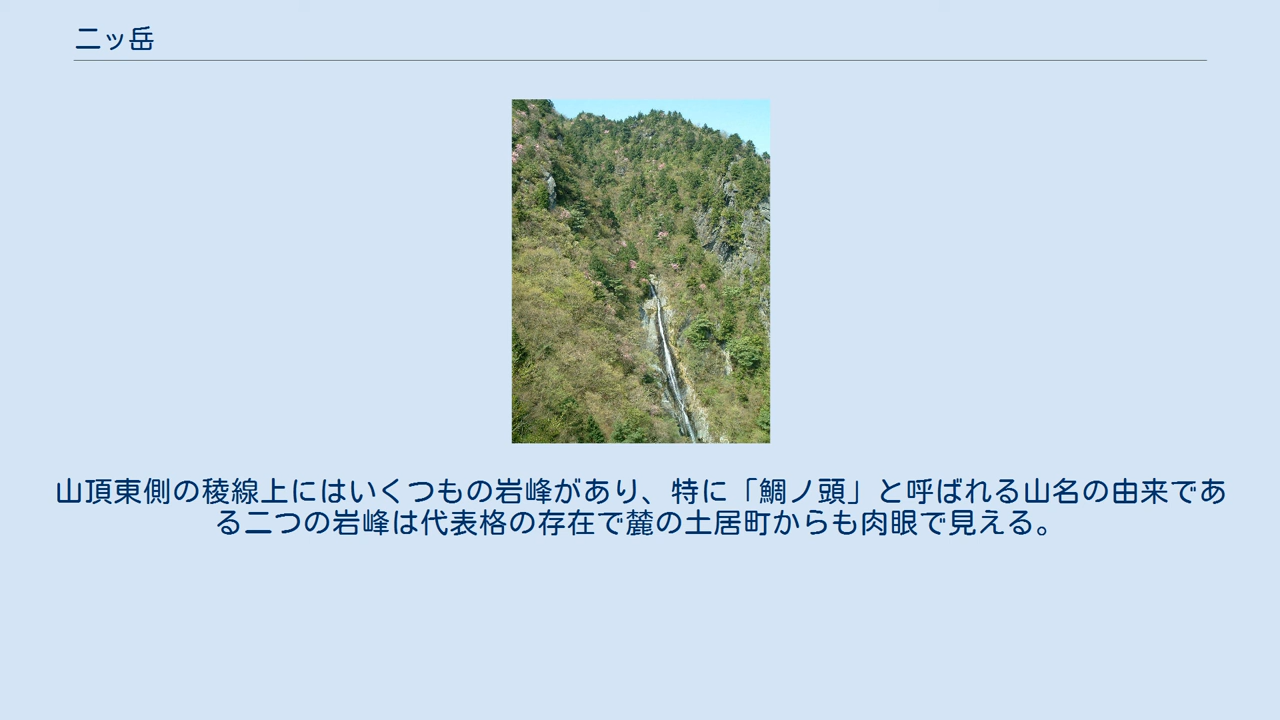 二ッ岳
山頂東側の稜線上にはいくつもの岩峰があり、特に「鯛ノ頭」と呼ばれる山名の由来であ
る二つの岩峰は代表格の存在で麓の土居町からも肉眼で見える。